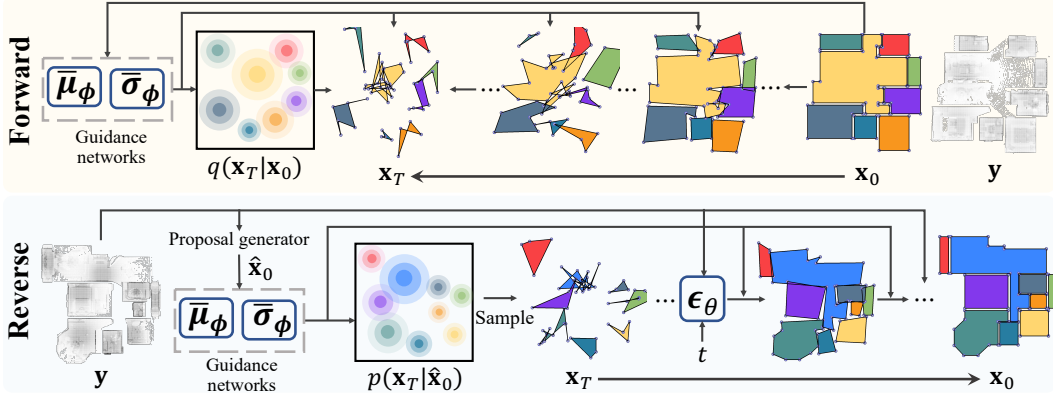 Forward
μ̅_ϕ σ̅_ϕ
Guidance
networks
q(x_T|x_0)
x_T
...
...
...
x_0
y
Reverse
y
Proposal generator
x̂_0
μ̅_ϕ σ̅_ϕ
Guidance
networks
p(x_T|x̂_0)
Sample
x_T
...
ϵ_θ
t
...
x_0